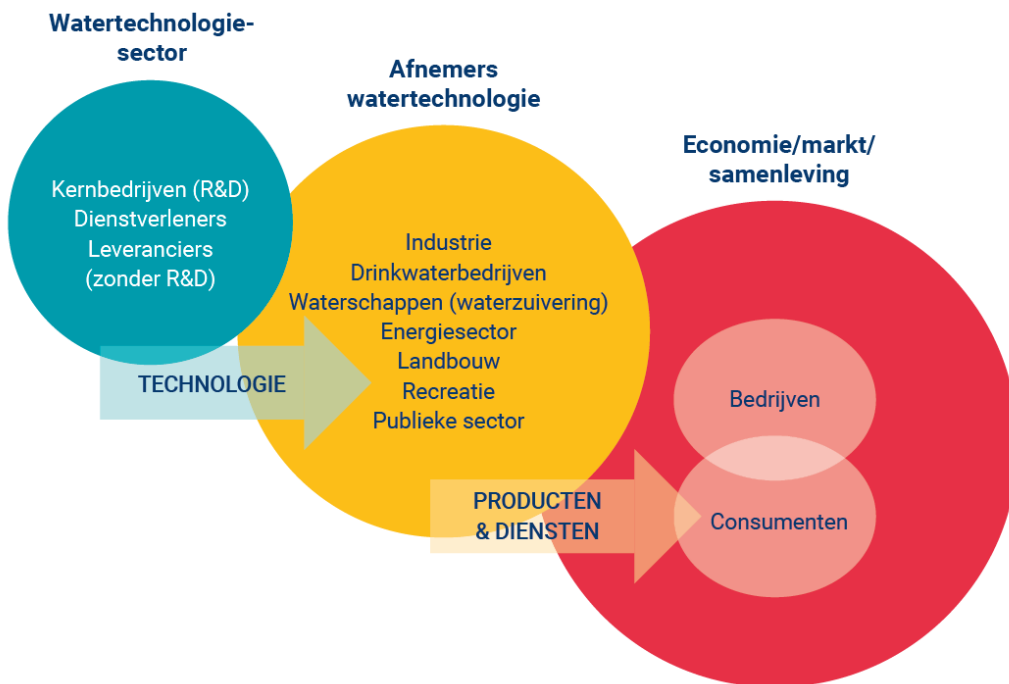 Watertechnologie-
sector
Kernbedrijven (R&D)
Dienstverleners
Leveranciers
(zonder R&D)
TECHNOLOGIE
Afnemers
watertechnologie
Industrie
Drinkwaterbedrijven
Waterschappen (waterzuivering)
Energiesector
Landbouw
Recreatie
Publieke sector
PRODUCTEN
& DIENSTEN
Economie/markt/
samenleving
Bedrijven
Consumenten